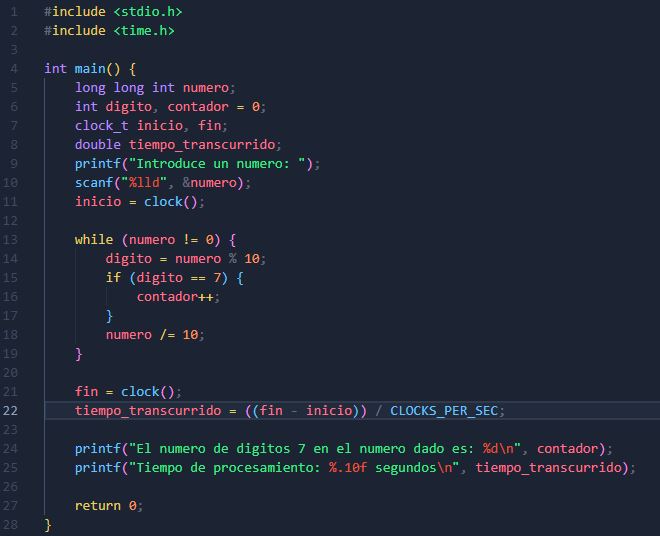 1 #include <stdio.h>
2 #include <time.h>
3
4 int main() {
5     long long int numero;
6     int digito, contador = 0;
7     clock_t inicio, fin;
8     double tiempo_transcurrido;
9     printf("Introduce un numero: ");
10     scanf("%lld", &numero);
11     inicio = clock();
12
13     while (numero != 0) {
14         digito = numero % 10;
15         if (digito == 7) {
16             contador++;
17         }
18         numero /= 10;
19     }
20
21     fin = clock();
22     tiempo_transcurrido = ((fin - inicio)) / CLOCKS_PER_SEC;
23
24     printf("El numero de digitos 7 en el numero dado es: %d\n", contador);
25     printf("Tiempo de procesamiento: %.10f segundos\n", tiempo_transcurrido);
26
27     return 0;
28 }